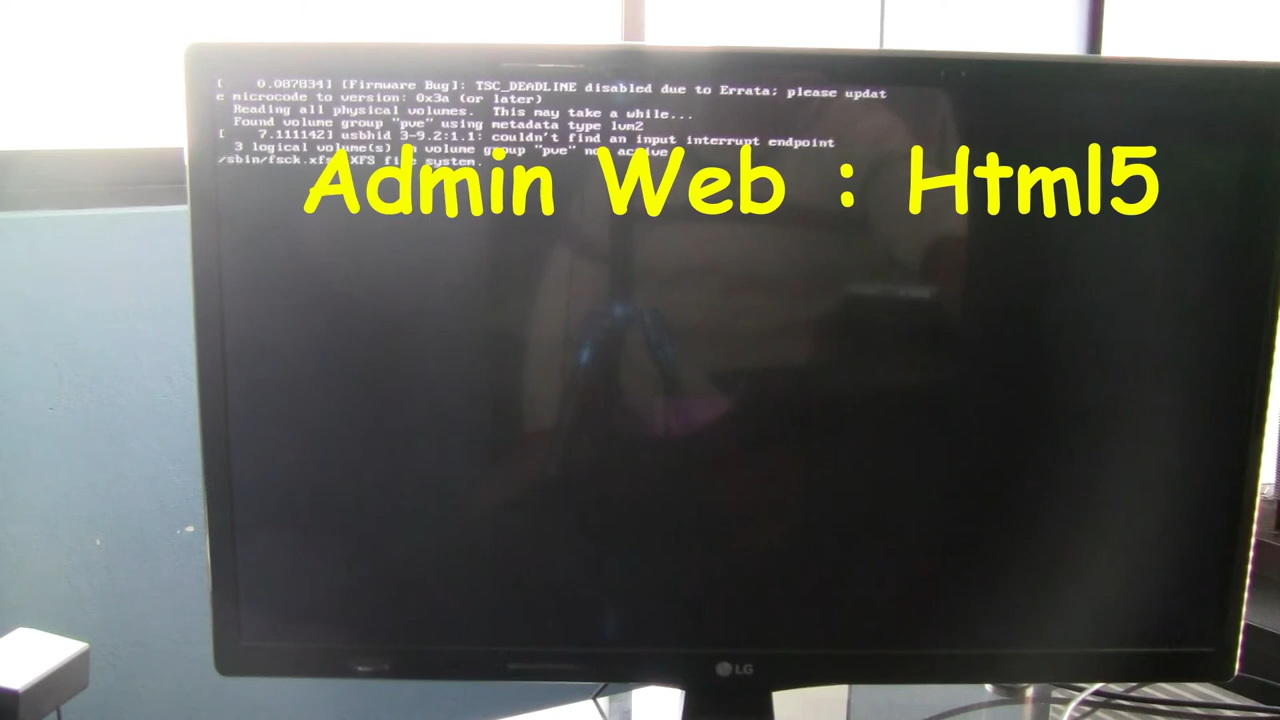 [    0.087834] [Firmware Bug]: TSC_DEADLINE disabled due to Errata; please updat
e microcode to version: 0x3a (or later)
Reading all physical volumes.  This may take a while...
Found volume group "pve" using metadata type lvm2
[    7.111142] usbhid 3-9.2:1.1: couldn't find an input interrupt endpoint
3 logical volume(s) in volume group "pve" now active
/sbin/fsck.xfs: XFS file system.
Admin Web : Html5
LG